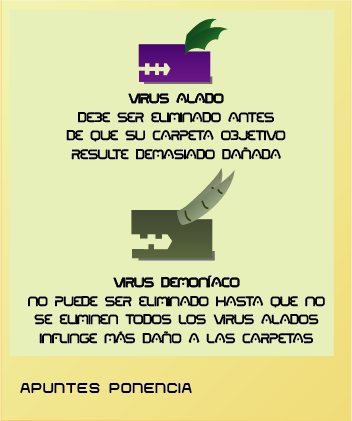 VIRUS ALADO
DEBE SER ELIMINADO ANTES
DE QUE SU CARPETA OBJETIVO
RESULTE DEMASIADO DAÑADA
VIRUS DEMONÍACO
NO PUEDE SER ELIMINADO HASTA QUE NO
SE ELIMINEN TODOS LOS VIRUS ALADOS
INFLINGE MÁS DAÑO A LAS CARPETAS
APUNTES PONENCIA